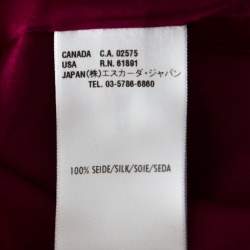 CANADA C.A. 02575
USA R.N. 61891
JAPAN(株)エスカーダ・ジャパン
TEL. 03-5786-6860
100% SEIDE/SILK/SOIE/SEDA